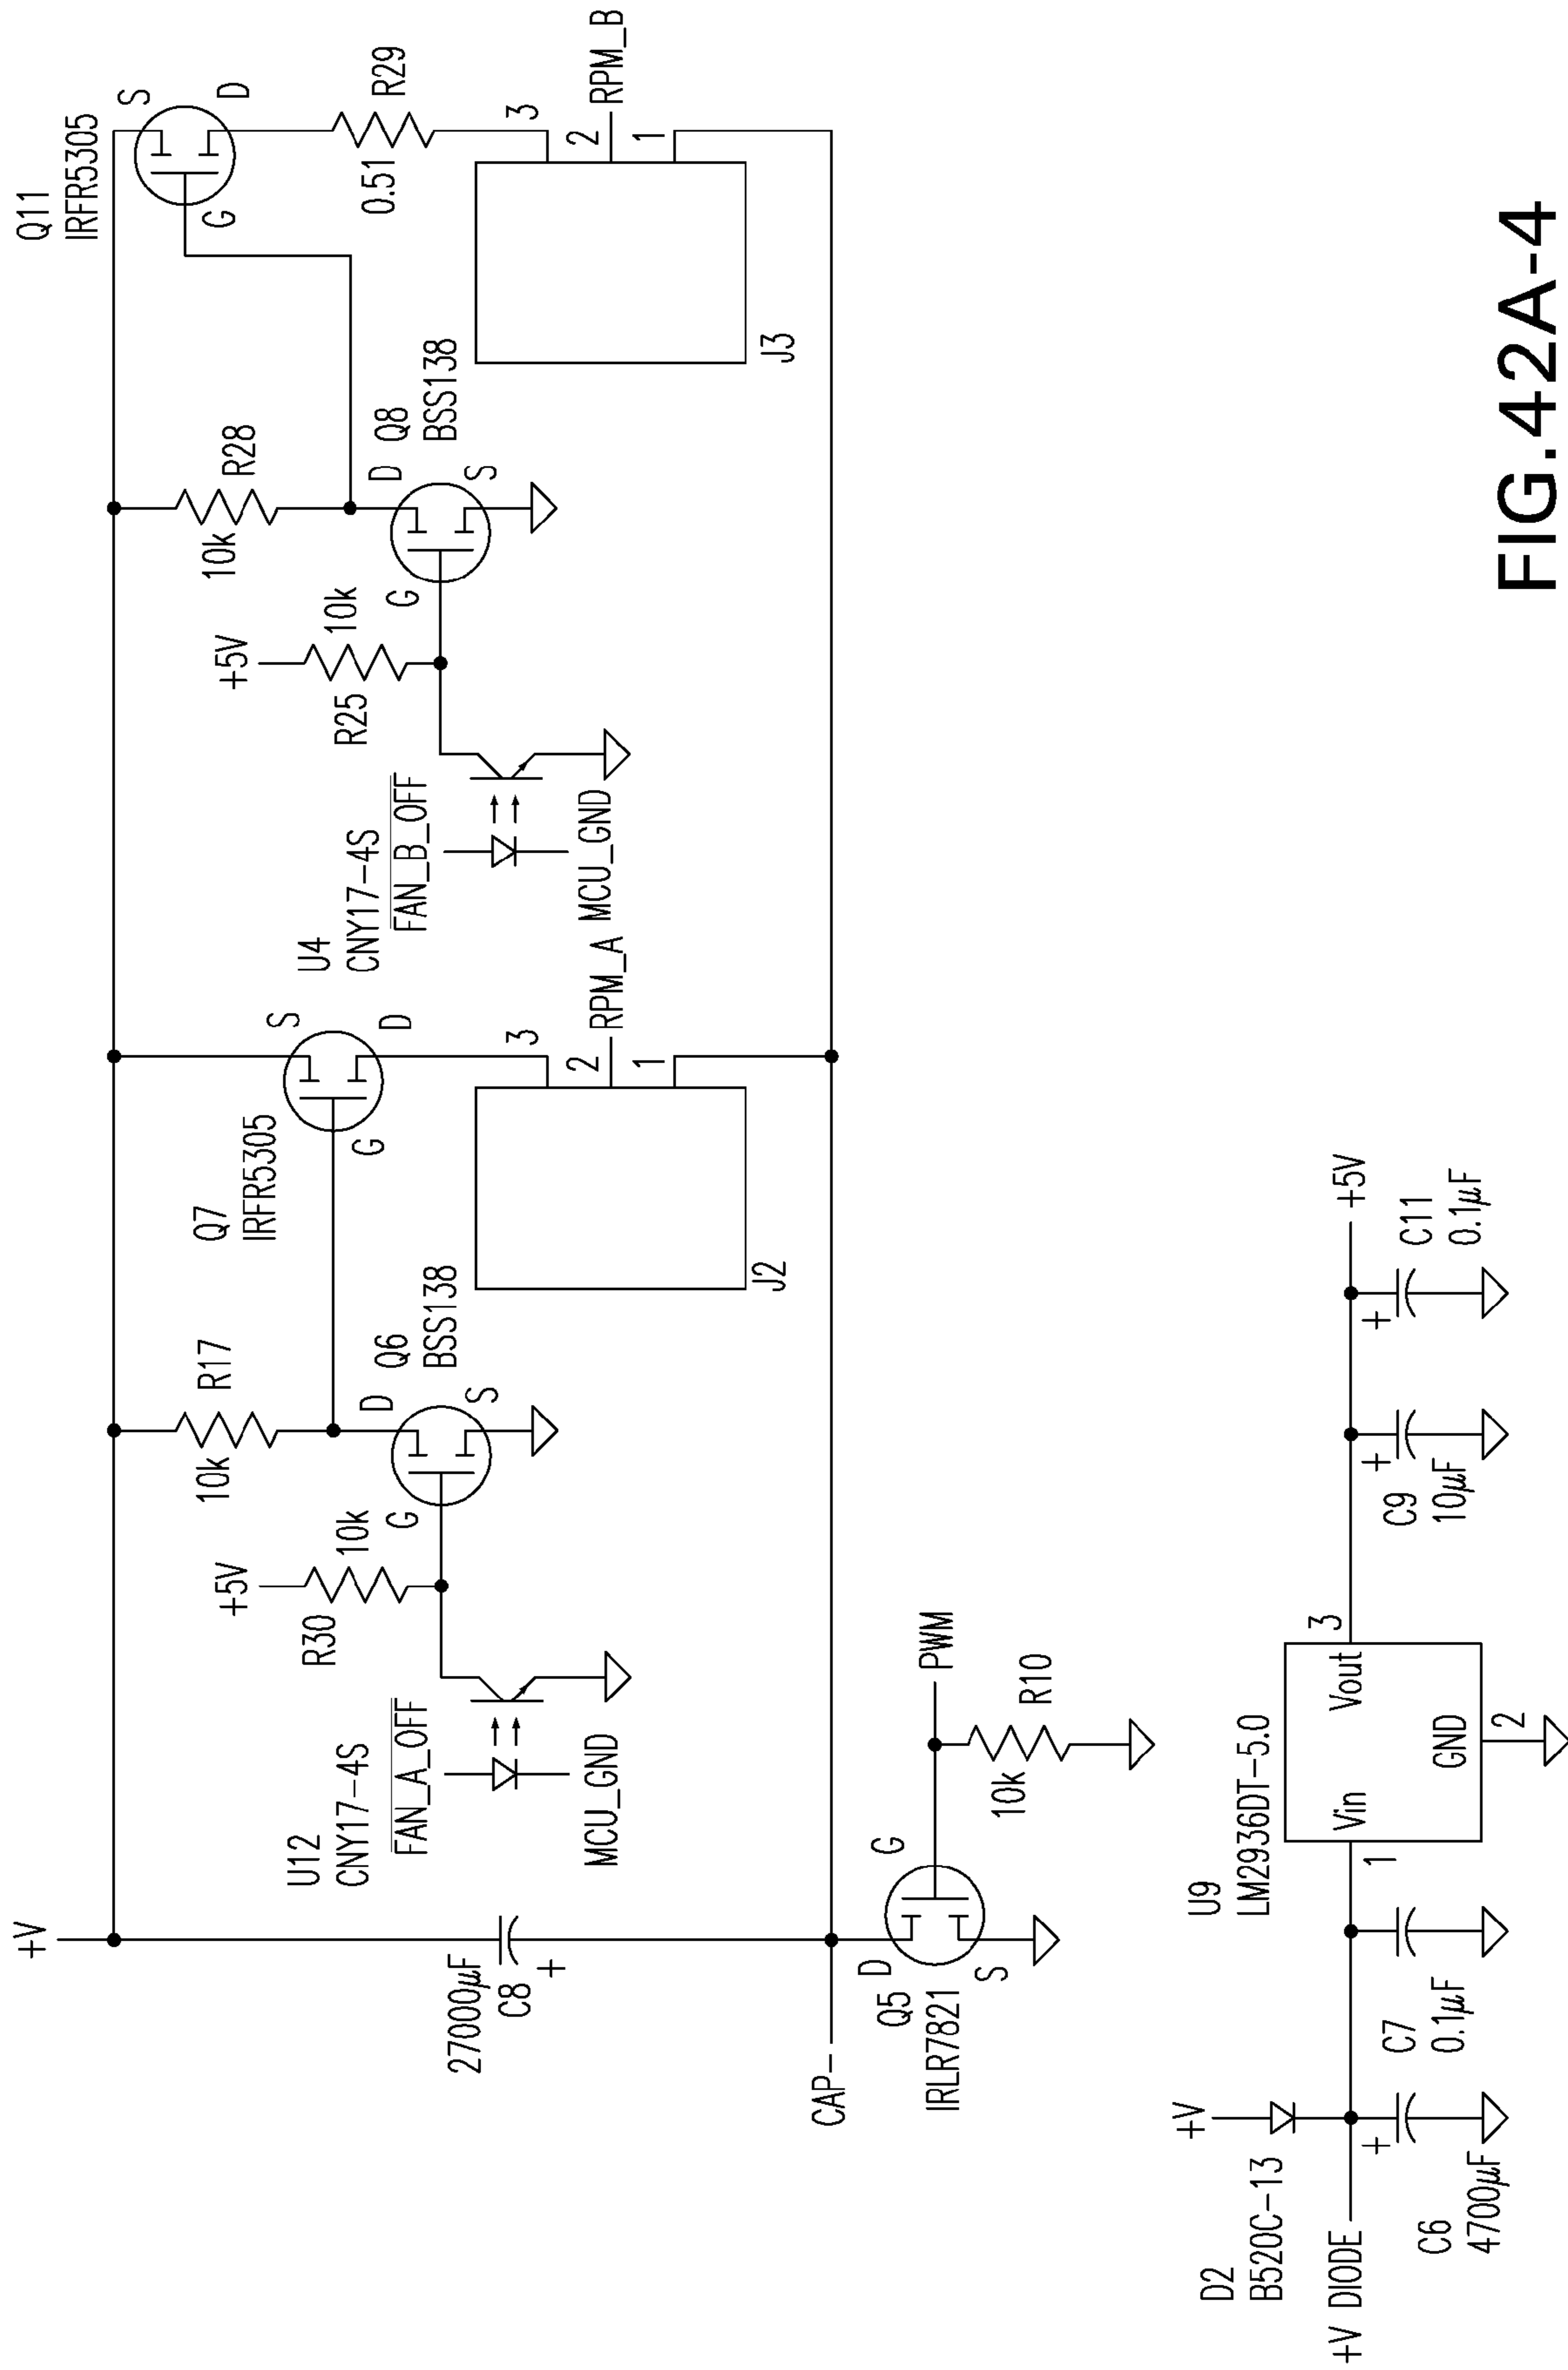 +V
27000µF
C8
+
CAP-
U12
CNY17-4S
FAN_A_OFF
MCU_GND
+5V
R30
10k
R17
10k
Q6
BSS138
D
G
S
Q7
IRFR5305
S
G
D
J2
3
2
1
RPM_A
U4
CNY17-4S
FAN_B_OFF
MCU_GND
+5V
R25
10k
R28
10k
Q8
BSS138
D
G
S
Q11
IRFR5305
S
G
D
R29
0.51
J3
3
2
1
RPM_B
Q5
IRLR7821
D
G
S
PWM
R10
10k
D2
B520C-13
+V
+V DIODE
+
C6
4700µF
C7
0.1µF
U9
LM2936DT-5.0
1
Vin
Vout
3
GND
2
+
C9
10µF
+
C11
0.1µF
+5V
FIG.42A-4